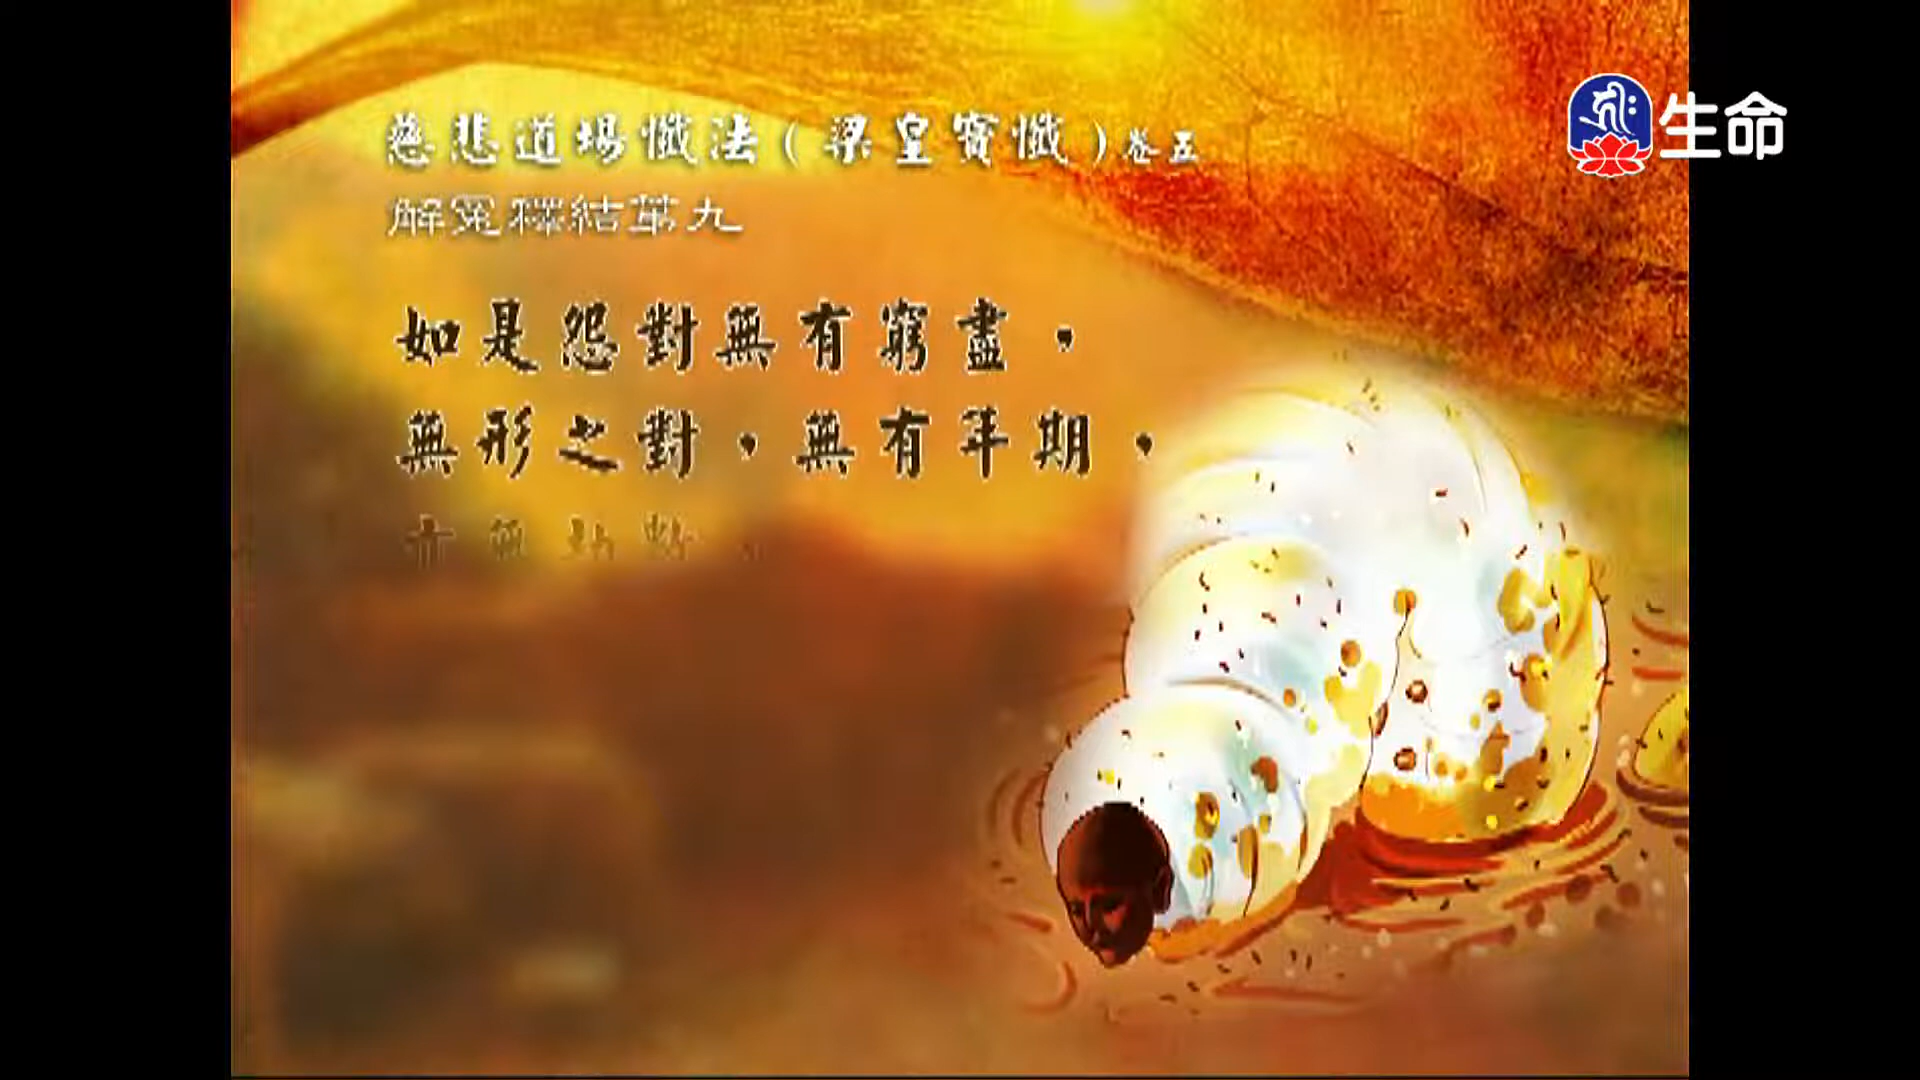 慈悲道場懺法(梁皇寶懺)卷五
生命
解冤釋結第九
如是怨對無有窮盡，
無形之對，無有年期，